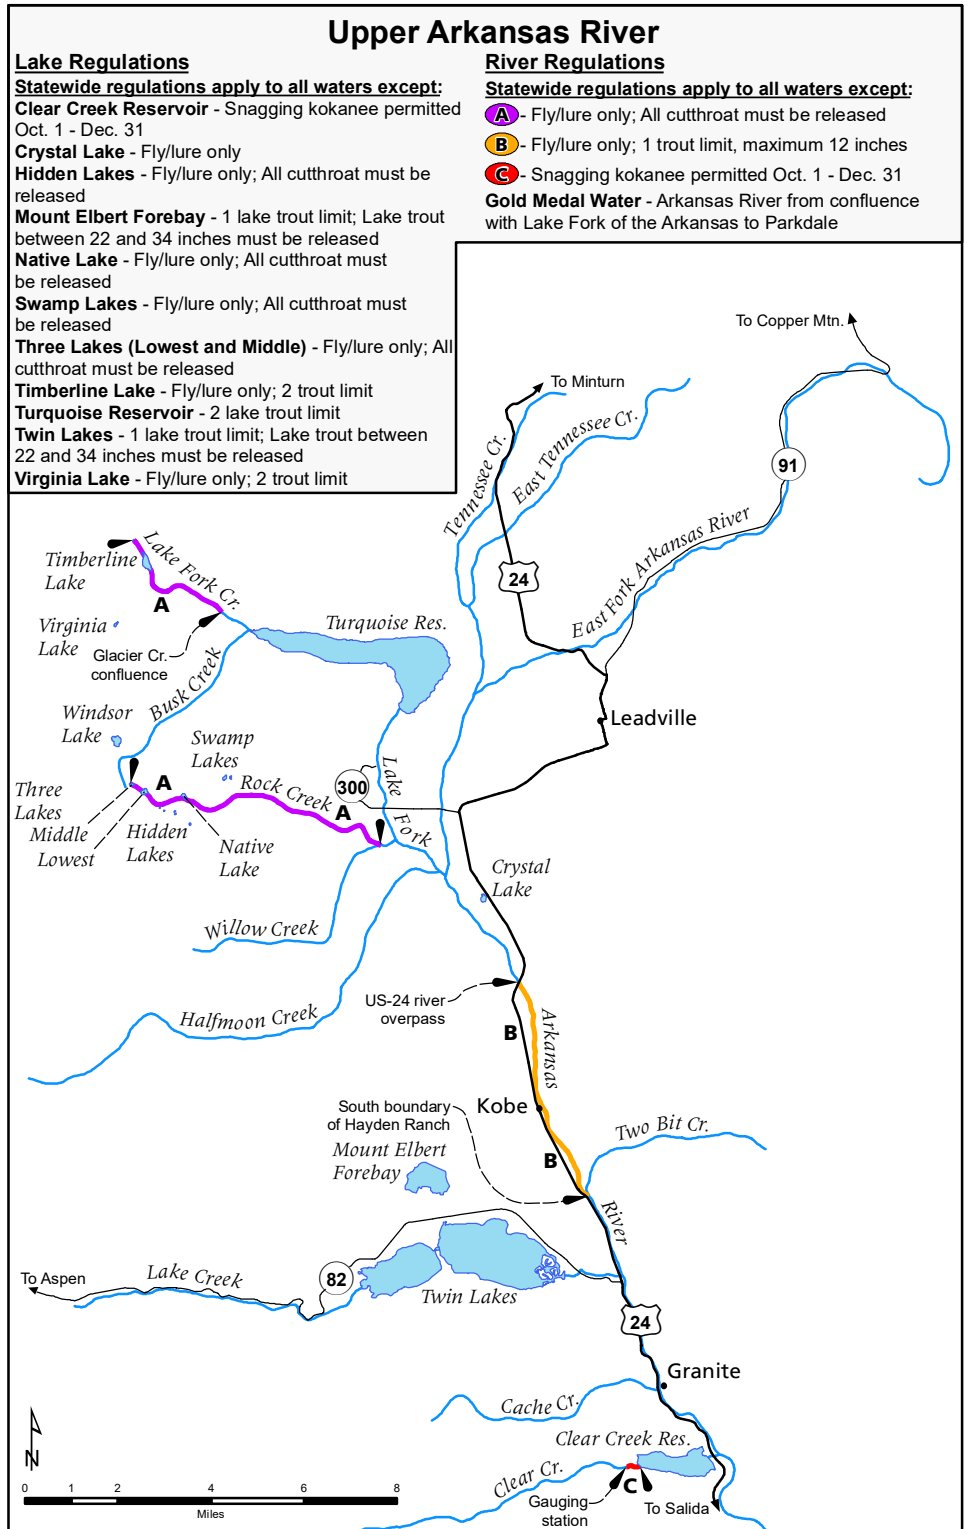 Upper Arkansas River
Lake Regulations
Statewide regulations apply to all waters except:
Clear Creek Reservoir - Snagging kokanee permitted
Oct. 1 - Dec. 31
Crystal Lake - Fly/lure only
Hidden Lakes - Fly/lure only; All cutthroat must be
released
Mount Elbert Forebay - 1 lake trout limit; Lake trout
between 22 and 34 inches must be released
Native Lake - Fly/lure only; All cutthroat must
be released
Swamp Lakes - Fly/lure only; All cutthroat must
be released
Three Lakes (Lowest and Middle) - Fly/lure only; All
cutthroat must be released
Timberline Lake - Fly/lure only; 2 trout limit
Turquoise Reservoir - 2 lake trout limit
Twin Lakes - 1 lake trout limit; Lake trout between
22 and 34 inches must be released
Virginia Lake - Fly/lure only; 2 trout limit
River Regulations
Statewide regulations apply to all waters except:
A - Fly/lure only; All cutthroat must be released
B - Fly/lure only; 1 trout limit, maximum 12 inches
C - Snagging kokanee permitted Oct. 1 - Dec. 31
Gold Medal Water - Arkansas River from confluence
with Lake Fork of the Arkansas to Parkdale
To Copper Mtn.
To Minturn
Tennessee Cr.
East Tennessee Cr.
91
24
East Fork Arkansas River
Lake Fork Cr.
Timberline
Lake
A
Virginia
Lake
Glacier Cr.
confluence
Turquoise Res.
Busk Creek
Leadville
Windsor
Lake
Swamp
Lakes
Three
Lakes
Middle
Lowest
A
Rock Creek
A
300
Lake
Fork
Hidden
Lakes
Native
Lake
Crystal
Lake
Willow Creek
Halfmoon Creek
US-24 river
overpass
B
Arkansas
Kobe
South boundary
of Hayden Ranch
B
Two Bit Cr.
Mount Elbert
Forebay
River
To Aspen
Lake Creek
82
Twin Lakes
24
Granite
Cache Cr.
Clear Creek Res.
Clear Cr.
C
Gauging
station
To Salida
N
0 1 2 4 6 8
Miles